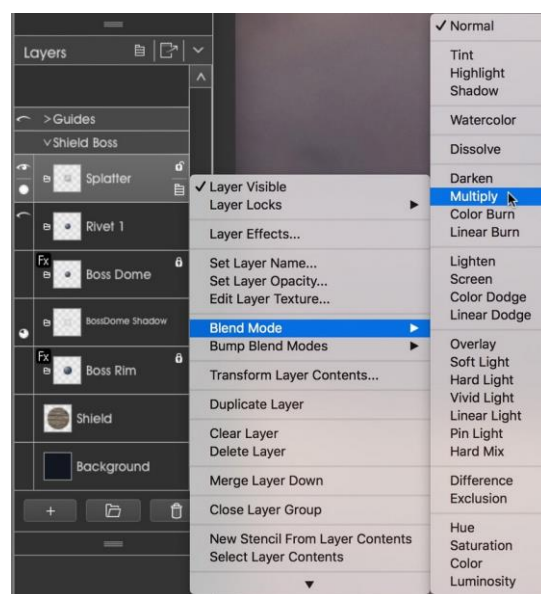 Layers
>Guides
Shield Boss
Splatter
Rivet 1
Fx
Boss Dome
BossDome Shadow
Fx
Boss Rim
Shield
Background
+
✓ Layer Visible
Layer Locks
Layer Effects...
Set Layer Name...
Set Layer Opacity...
Edit Layer Texture...
Blend Mode
Bump Blend Modes
Transform Layer Contents...
Duplicate Layer
Clear Layer
Delete Layer
Merge Layer Down
Close Layer Group
New Stencil From Layer Contents
Select Layer Contents
✓ Normal
Tint
Highlight
Shadow
Watercolor
Dissolve
Darken
Multiply
Color Burn
Linear Burn
Lighten
Screen
Color Dodge
Linear Dodge
Overlay
Soft Light
Hard Light
Vivid Light
Linear Light
Pin Light
Hard Mix
Difference
Exclusion
Hue
Saturation
Color
Luminosity